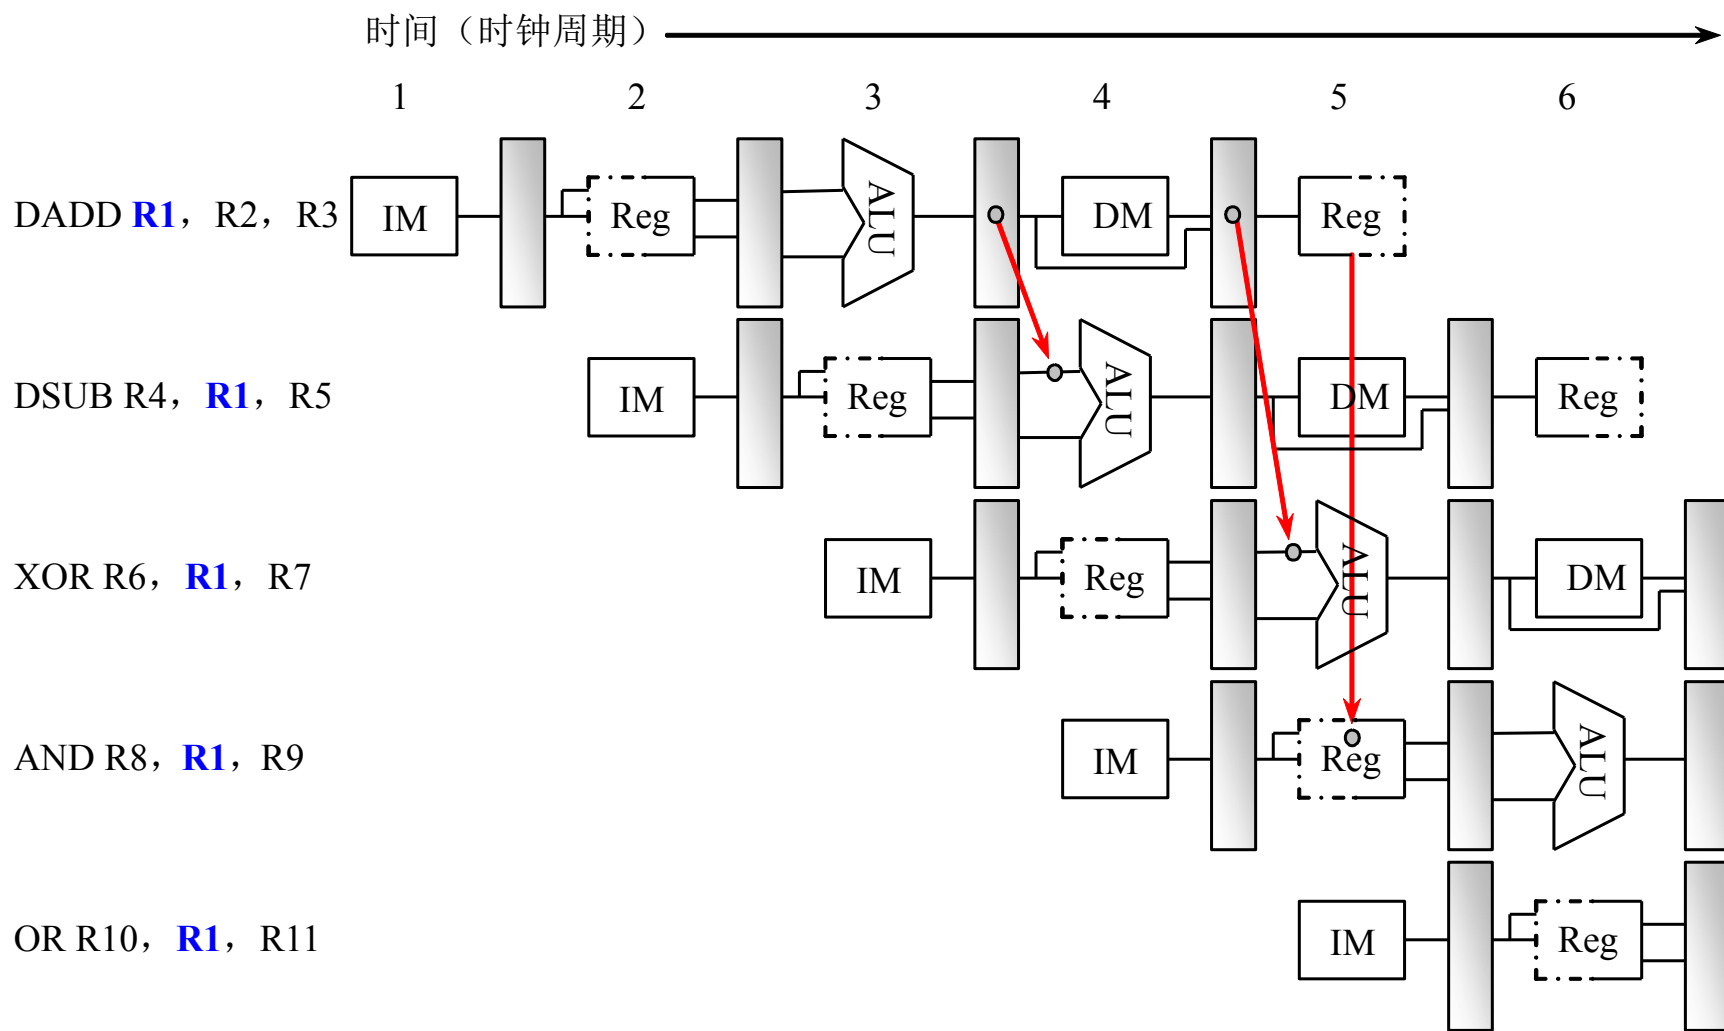 时间（时钟周期）
1 2 3 4 5 6
DADD R1，R2，R3 IM Reg ALU DM Reg
DSUB R4，R1，R5 IM Reg ALU DM Reg
XOR R6，R1，R7 IM Reg ALU DM
AND R8，R1，R9 IM Reg ALU
OR R10，R1，R11 IM Reg